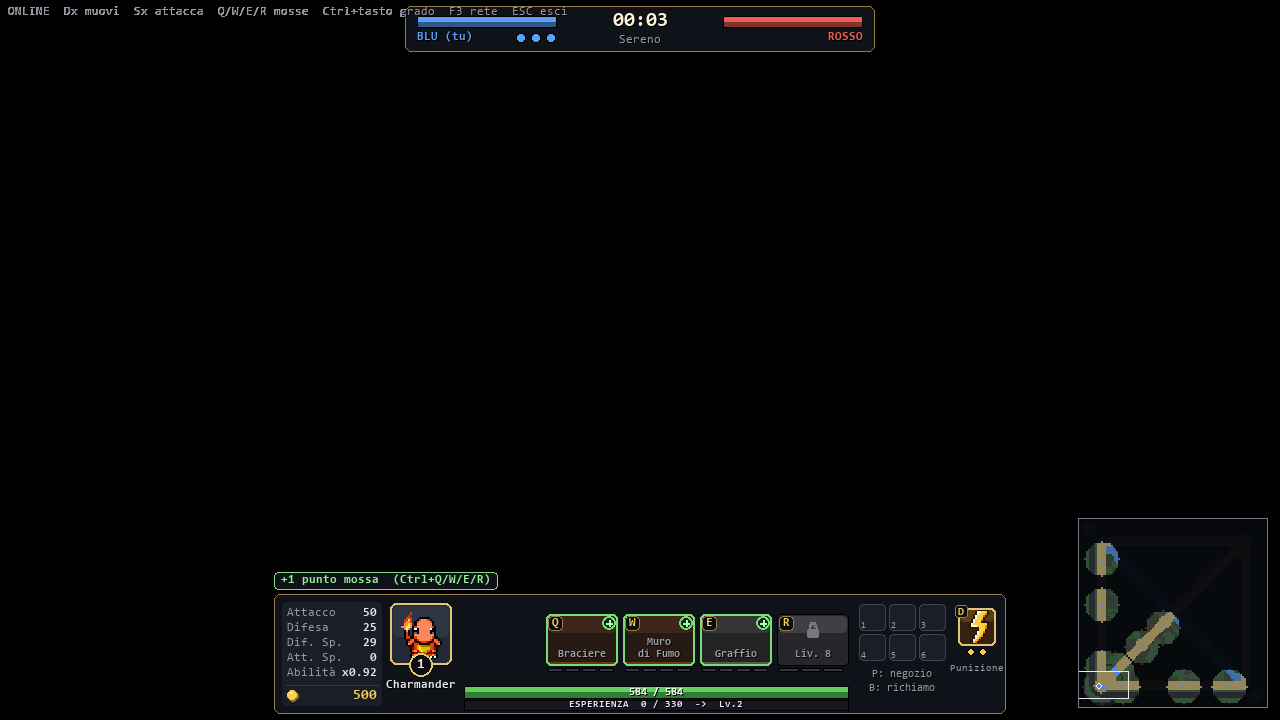 ONLINE  Dx muovi  Sx attacca  Q/W/E/R mosse  Ctrl+tasto grado  F3 rete  ESC esci
00:03
BLU (tu)
Sereno
ROSSO
+1 punto mossa  (Ctrl+Q/W/E/R)
Attacco 50
Difesa 25
Dif. Sp. 29
Att. Sp. 0
Abilità x0.92
500
1
Charmander
Q
Braciere
W
Muro
di Fumo
E
Graffio
R
Liv. 8
584 / 584
ESPERIENZA  0 / 330  ->  Lv.2
1 2 3
4 5 6
P: negozio
B: richiamo
D
Punizione